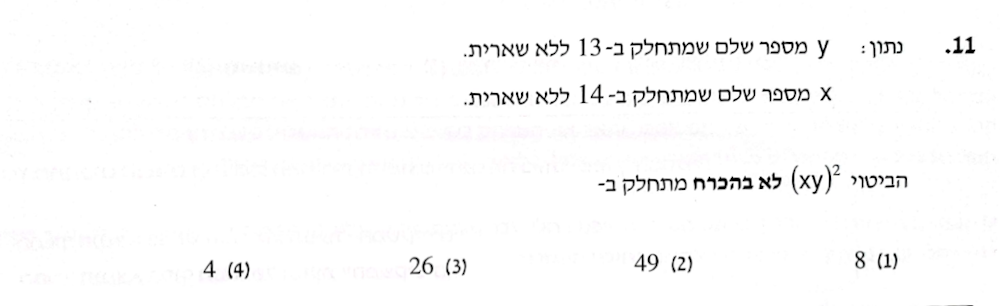 .11 נתון: y מספר שלם שמתחלק ב-13 ללא שארית.
x מספר שלם שמתחלק ב-14 ללא שארית.
הביטוי (xy)² לא בהכרח מתחלק ב-
(1) 8 (2) 49 (3) 26 (4) 4